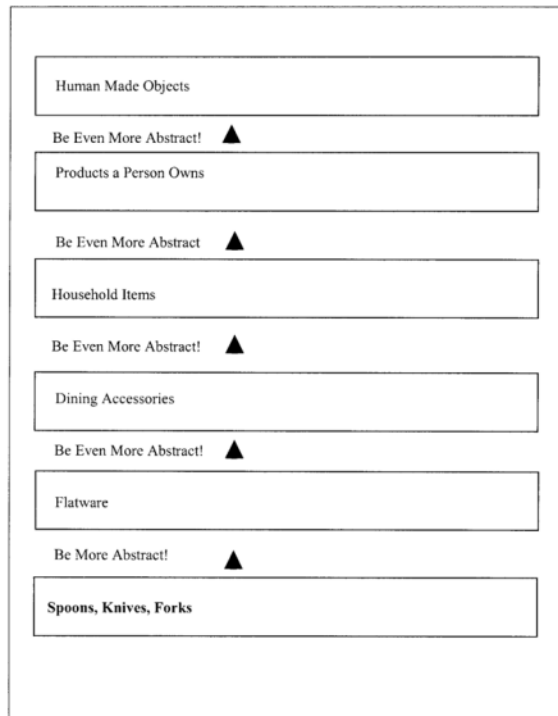 Human Made Objects
Be Even More Abstract!
Products a Person Owns
Be Even More Abstract
Household Items
Be Even More Abstract!
Dining Accessories
Be Even More Abstract!
Flatware
Be More Abstract!
Spoons, Knives, Forks